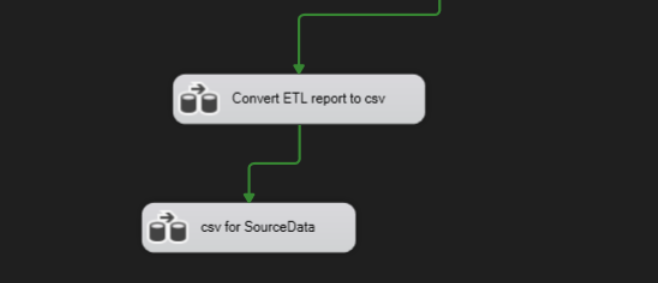 Convert ETL report to csv
csv for SourceData